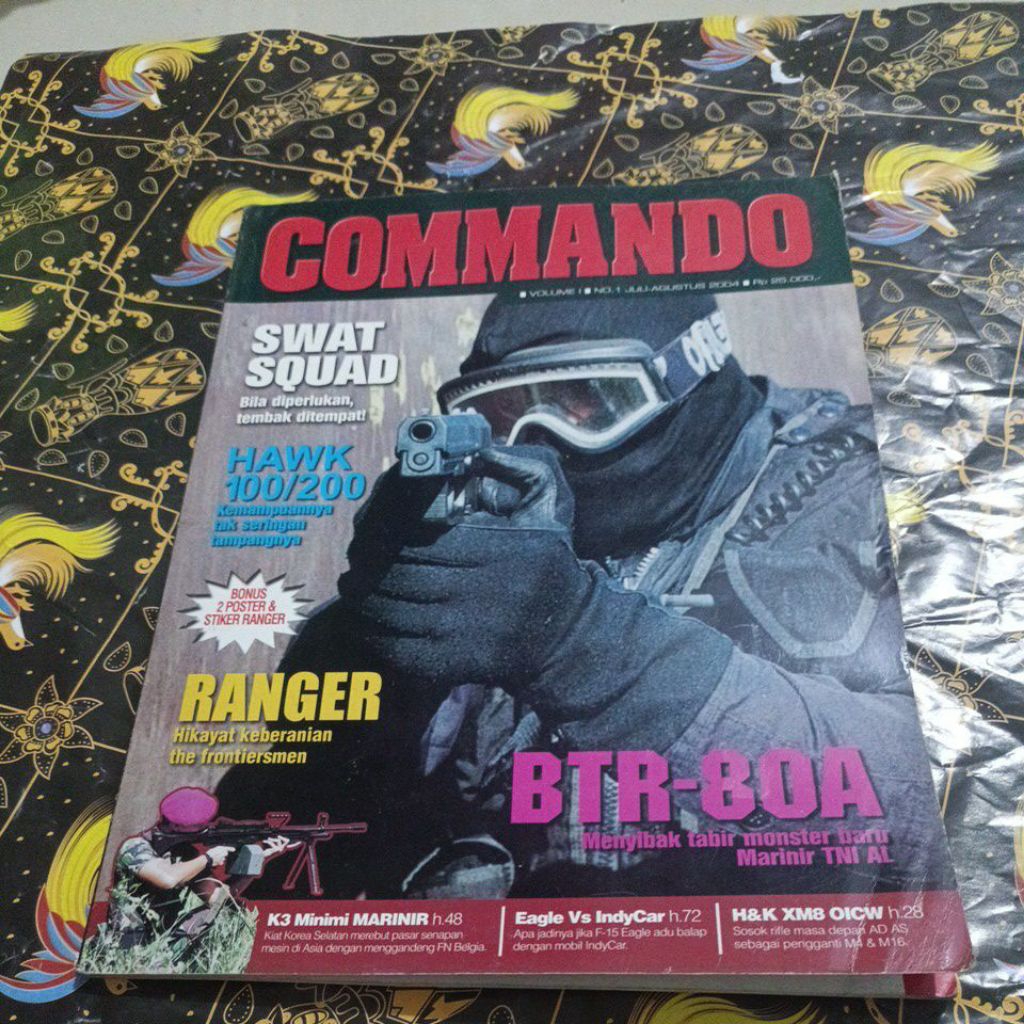 COMMANDO
VOLUME I ■ NO.1 JULI-AGUSTUS 2004 ■ Rp 25.000,-
SWAT
SQUAD
Bila diperlukan,
tembak ditempat!
HAWK
100/200
Kemampuannya
tak seringan
tampangnya
BONUS
2 POSTER &
STIKER RANGER
RANGER
Hikayat keberanian
the frontiersmen
BTR-80A
Menyibak tabir monster baru
Marinir TNI AL
K3 Minimi MARINIR h.48
Kiat Korea Selatan merebut pasar senapan
mesin di Asia dengan menggandeng FN Belgia.
Eagle Vs IndyCar h.72
Apa jadinya jika F-15 Eagle adu balap
dengan mobil IndyCar.
H&K XM8 OICW h.28
Sosok rifle masa depan AD AS
sebagai pengganti M4 & M16.